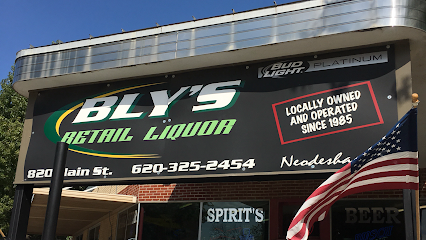 BLY'S
RETAIL LIQUOR
BUD LIGHT PLATINUM
LOCALLY OWNED
AND OPERATED
SINCE 1985
820 Main St. 620-325-2454 Neodesha
SPIRIT'S
BEER